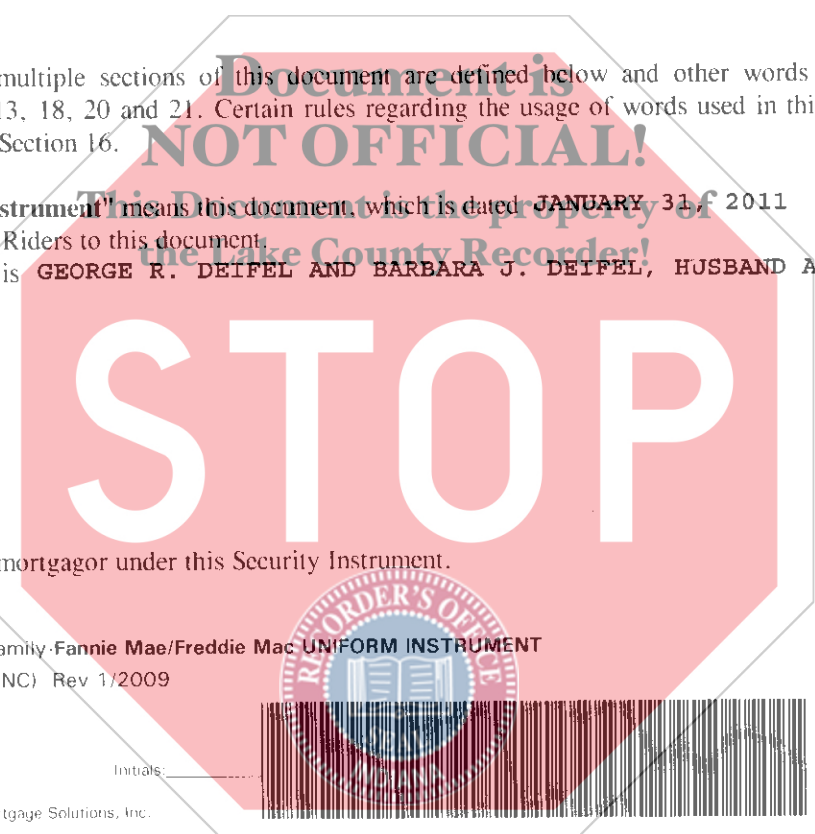 multiple sections of this document are defined below and other words
Document is
13, 18, 20 and 21. Certain rules regarding the usage of words used in thi
Section 16.
NOT OFFICIAL!
strument" means this document, which is dated JANUARY 31, 2011
This Document is the property of
Riders to this document.
the Lake County Recorder!
is GEORGE R. DEIFEL AND BARBARA J. DEIFEL, HUSBAND A
STOP
mortgagor under this Security Instrument.
RECORDER'S OFFICE
amily-Fannie Mae/Freddie Mac UNIFORM INSTRUMENT
NC) Rev 1/2009
SEAL
INDIANA
Initials:
tgage Solutions, Inc.